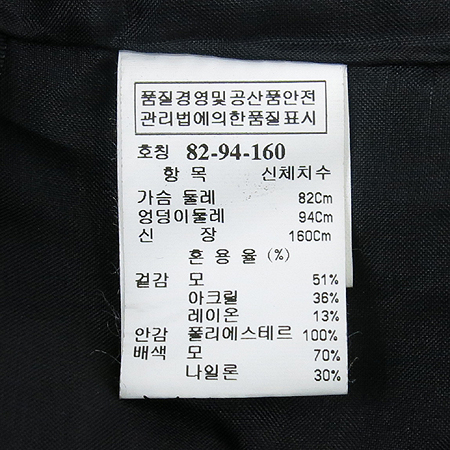 품질경영및공산품안전
관리법에의한품질표시
호칭 82-94-160
항 목 신체치수
가슴 둘레 82Cm
엉덩이둘레 94Cm
신 장 160Cm
혼 용 율 (%)
겉감 모 51%
아크릴 36%
레이온 13%
안감 폴리에스테르 100%
배색 모 70%
나일론 30%